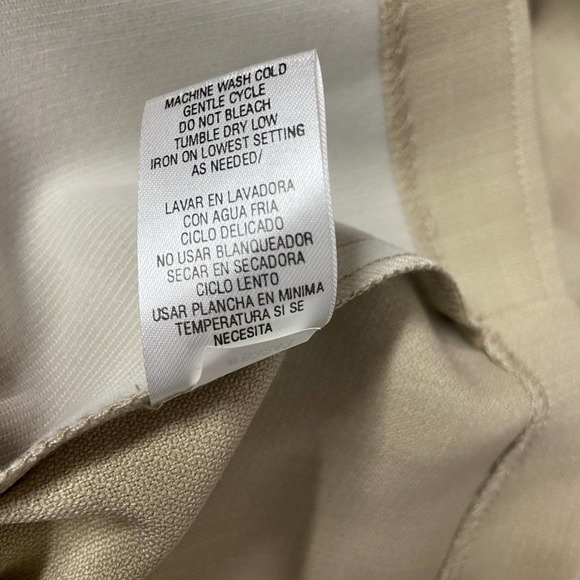 MACHINE WASH COLD
GENTLE CYCLE
DO NOT BLEACH
TUMBLE DRY LOW
IRON ON LOWEST SETTING
AS NEEDED/
LAVAR EN LAVADORA
CON AGUA FRIA
CICLO DELICADO
NO USAR BLANQUEADOR
SECAR EN SECADORA
CICLO LENTO
USAR PLANCHA EN MINIMA
TEMPERATURA SI SE
NECESITA